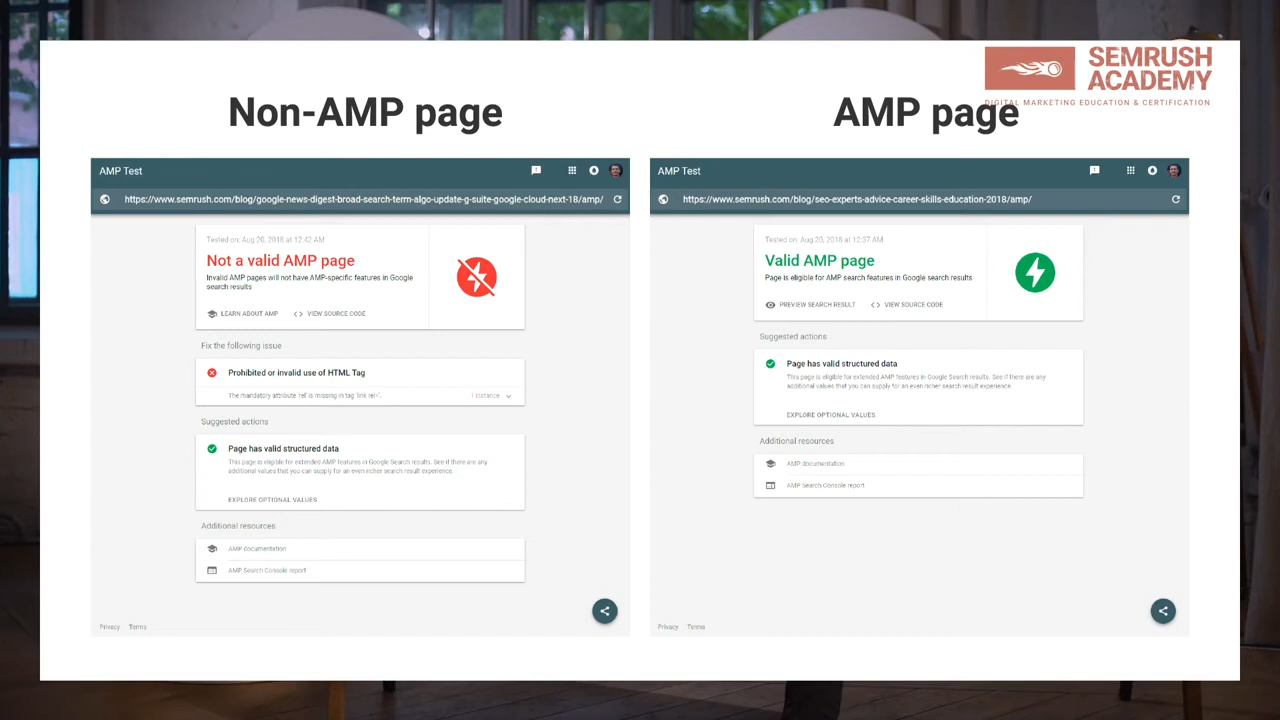 SEMRUSH
ACADEMY
DIGITAL MARKETING EDUCATION & CERTIFICATION
Non-AMP page
AMP page
AMP Test
https://www.semrush.com/blog/google-news-digest-broad-search-term-algo-update-g-suite-google-cloud-next-18/amp/
Tested on: Aug 20, 2018 at 12:42 AM
Not a valid AMP page
Invalid AMP pages will not have AMP-specific features in Google
search results
LEARN ABOUT AMP
VIEW SOURCE CODE
Fix the following issue
Prohibited or invalid use of HTML Tag
The mandatory attribute 'rel' is missing in tag 'link rel='.
1 instance
Suggested actions
Page has valid structured data
This page is eligible for extended AMP features in Google Search results. See if there are any
additional values that you can supply for an even richer search result experience.
EXPLORE OPTIONAL VALUES
Additional resources
AMP documentation
AMP Search Console report
Privacy Terms
AMP Test
https://www.semrush.com/blog/seo-experts-advice-career-skills-education-2018/amp/
Tested on: Aug 20, 2018 at 12:37 AM
Valid AMP page
Page is eligible for AMP search features in Google search results
PREVIEW SEARCH RESULT
VIEW SOURCE CODE
Suggested actions
Page has valid structured data
This page is eligible for extended AMP features in Google Search results. See if there are any
additional values that you can supply for an even richer search result experience.
EXPLORE OPTIONAL VALUES
Additional resources
AMP documentation
AMP Search Console report
Privacy Terms